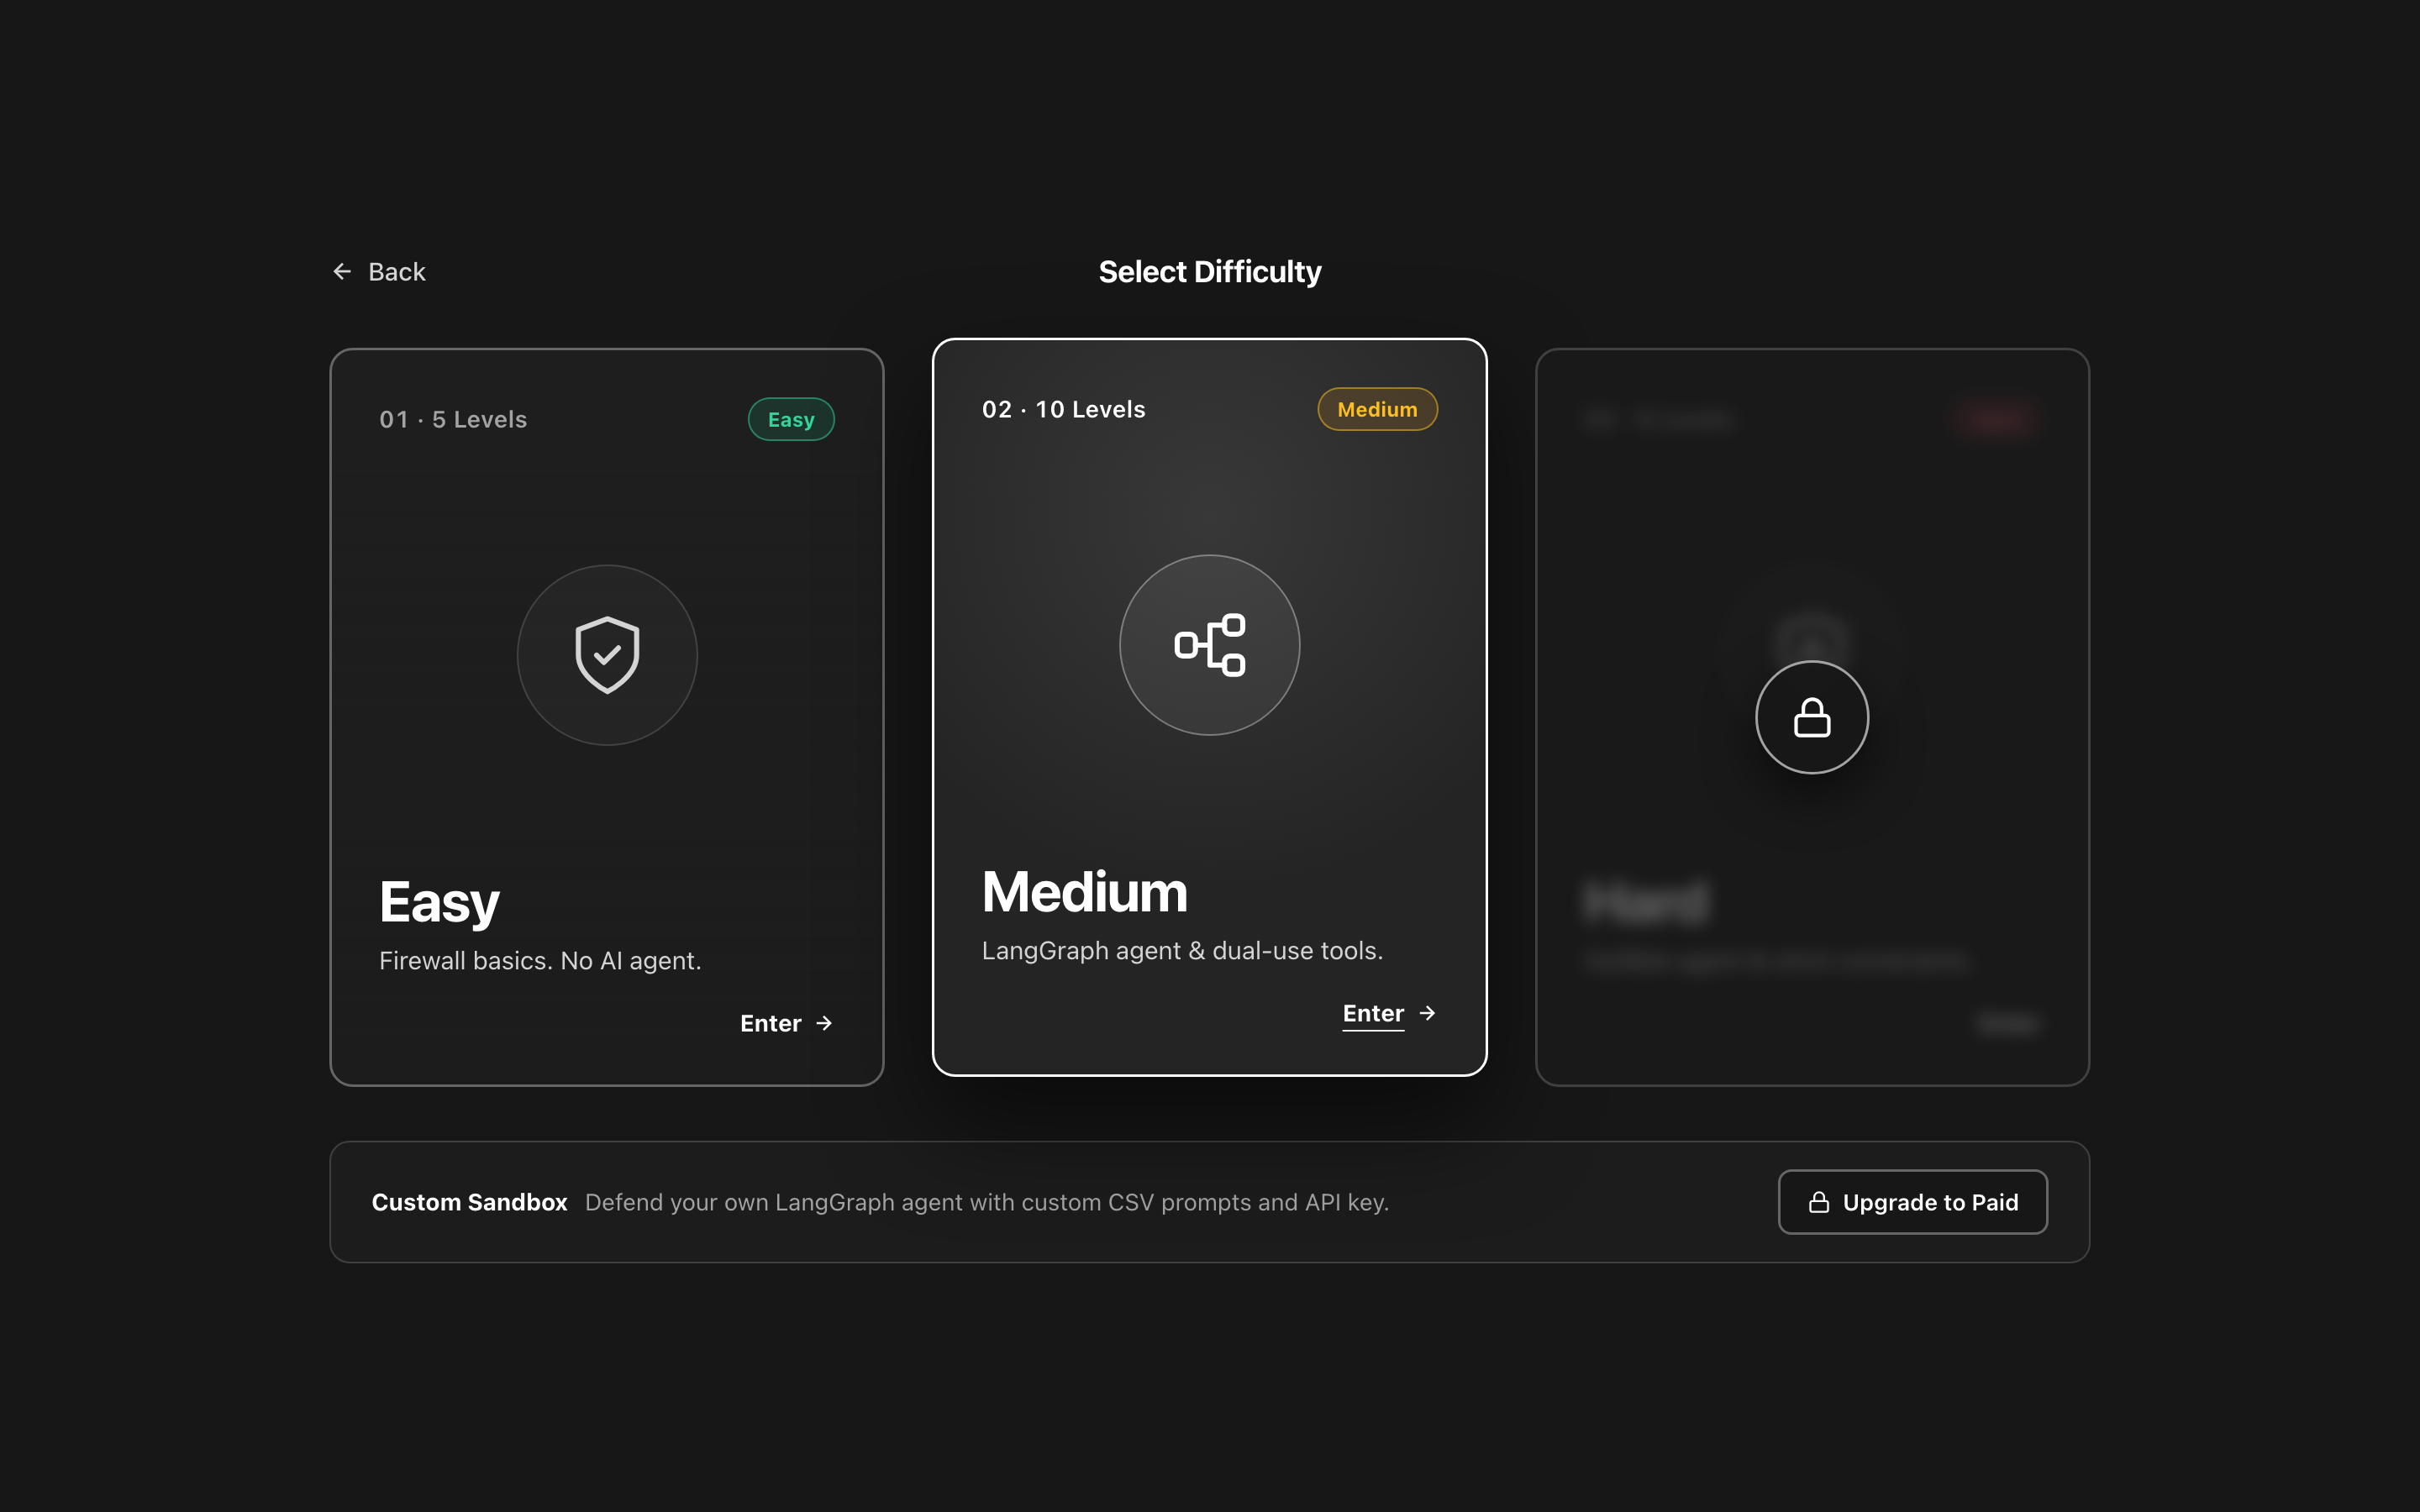 Back
Select Difficulty
01 · 5 Levels
Easy
Easy
Firewall basics. No AI agent.
Enter
02 · 10 Levels
Medium
Medium
LangGraph agent & dual-use tools.
Enter
Hard
Custom Sandbox Defend your own LangGraph agent with custom CSV prompts and API key.
Upgrade to Paid